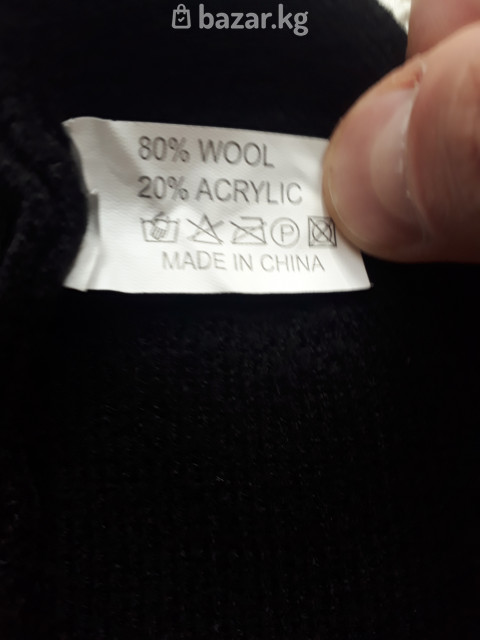 bazar.kg
80% WOOL
20% ACRYLIC
P
MADE IN CHINA